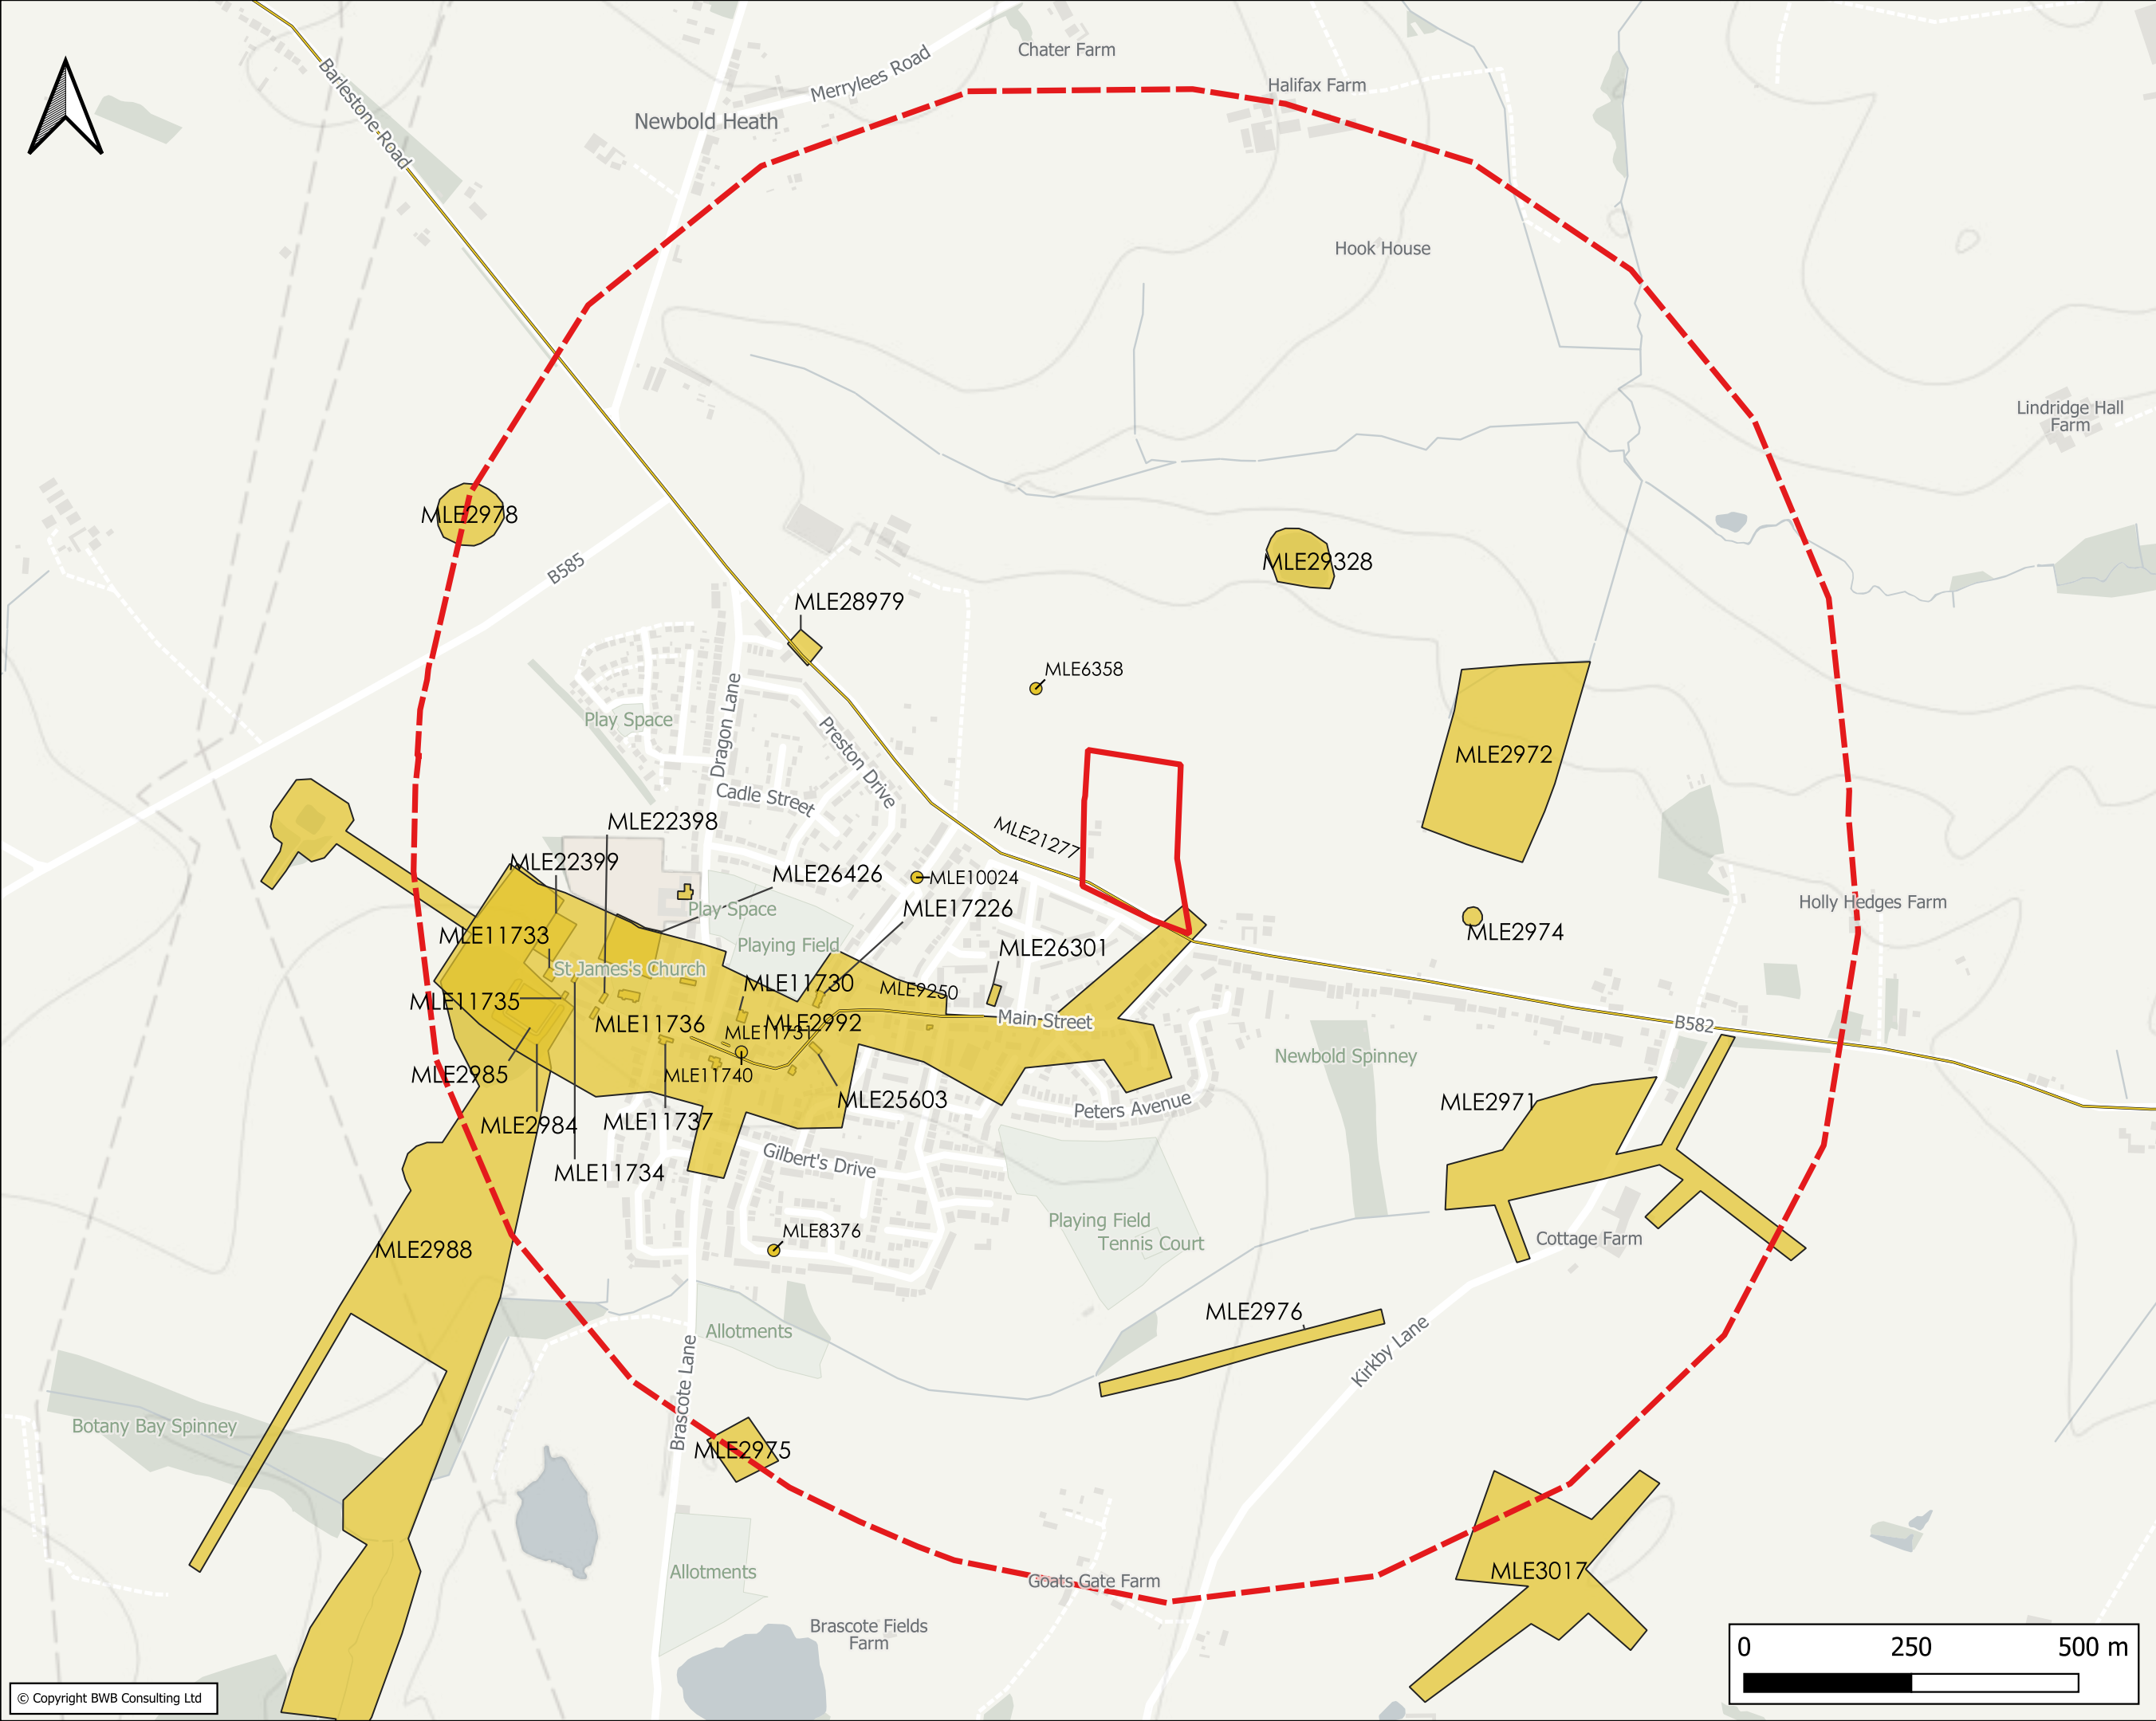 Chater Farm
Merrylees Road
Halifax Farm
Barlestone Road
Newbold Heath
Hook House
Lindridge Hall
Farm
MLE2978
MLE29328
B585
MLE28979
MLE6358
Play Space
Dragon Lane
Preston Drive
MLE2972
Cadle Street
MLE22398
MLE21277
MLE22399
MLE26426
MLE10024
Holly Hedges Farm
Play Space
MLE17226
MLE11733
Playing Field
MLE26301
MLE2974
St James's Church
MLE11730
MLE9250
MLE11735
MLE11736
MLE2992
Main Street
B582
MLE11731
Newbold Spinney
MLE2985
MLE11740
MLE25603
Peters Avenue
MLE2971
MLE2984
MLE11737
Gilbert's Drive
MLE11734
MLE8376
Playing Field
Tennis Court
Cottage Farm
MLE2988
MLE2976
Allotments
Kirkby Lane
Brascote Lane
Botany Bay Spinney
MLE2975
Allotments
Goats Gate Farm
MLE3017
Brascote Fields
Farm
0 250 500 m
© Copyright BWB Consulting Ltd